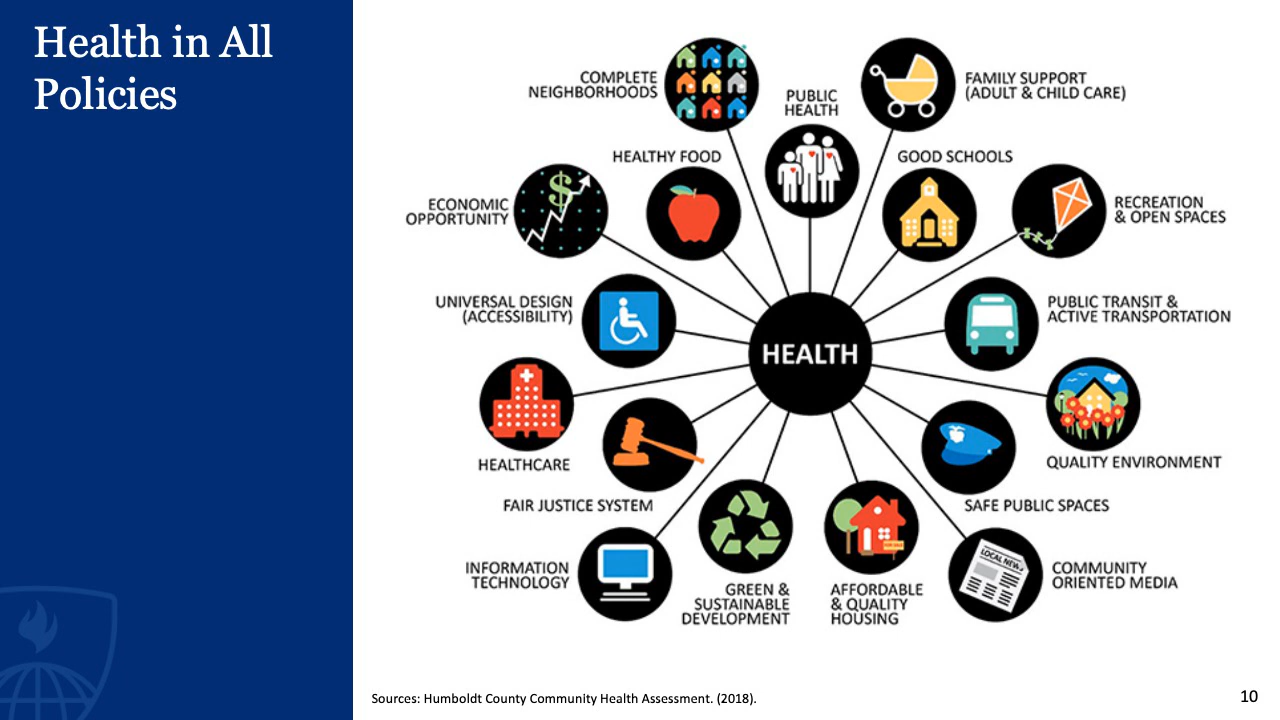 Health in All
Policies
COMPLETE
NEIGHBORHOODS
PUBLIC
HEALTH
FAMILY SUPPORT
(ADULT & CHILD CARE)
HEALTHY FOOD
GOOD SCHOOLS
ECONOMIC
OPPORTUNITY
$
RECREATION
& OPEN SPACES
UNIVERSAL DESIGN
(ACCESSIBILITY)
PUBLIC TRANSIT &
ACTIVE TRANSPORTATION
HEALTH
HEALTHCARE
QUALITY ENVIRONMENT
FAIR JUSTICE SYSTEM
SAFE PUBLIC SPACES
INFORMATION
TECHNOLOGY
GREEN &
SUSTAINABLE
DEVELOPMENT
AFFORDABLE
& QUALITY
HOUSING
LOCAL NEWS
COMMUNITY
ORIENTED MEDIA
Sources: Humboldt County Community Health Assessment. (2018).
10